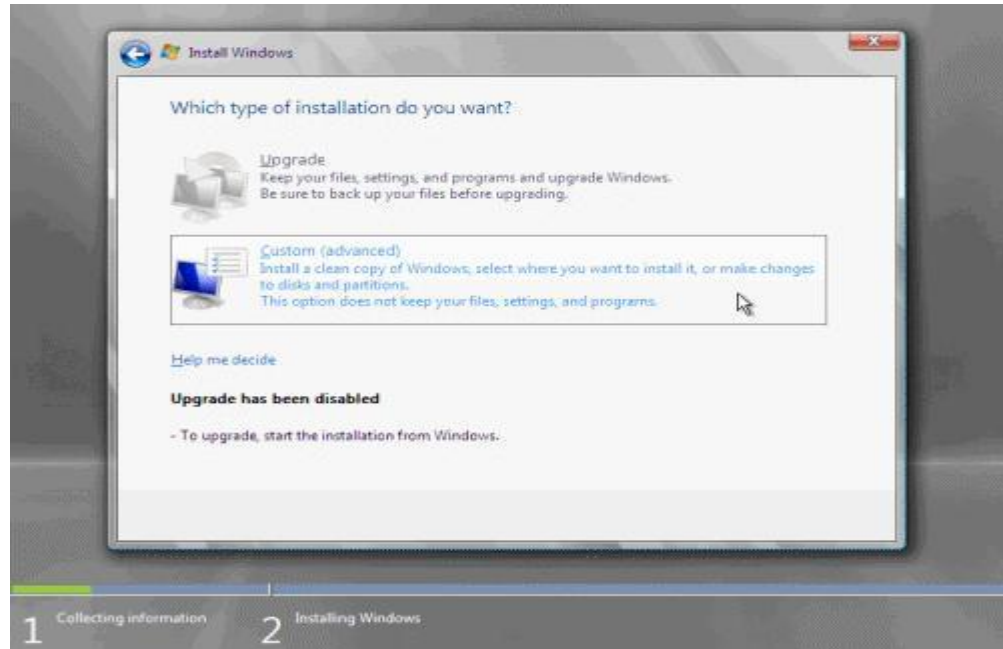 Install Windows
Which type of installation do you want?
Upgrade
Keep your files, settings, and programs and upgrade Windows.
Be sure to back up your files before upgrading.
Custom (advanced)
Install a clean copy of Windows, select where you want to install it, or make changes
to disks and partitions.
This option does not keep your files, settings, and programs.
Help me decide
Upgrade has been disabled
- To upgrade, start the installation from Windows.
1 Collecting information
2 Installing Windows